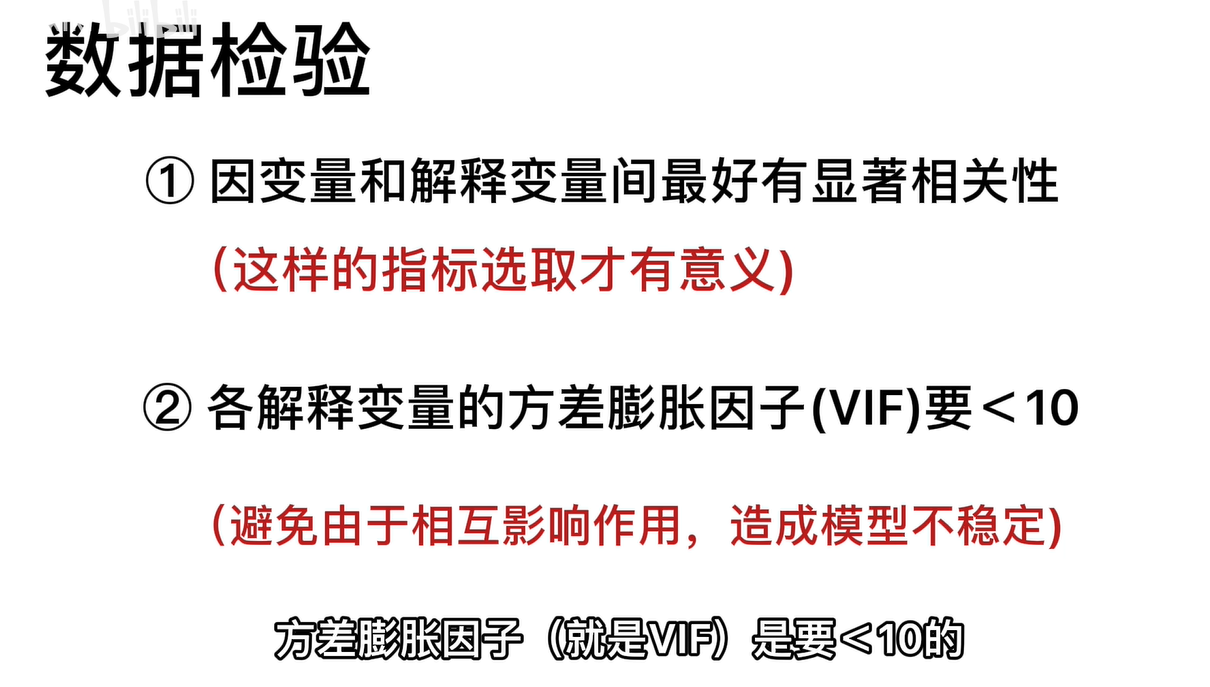 bilibili
数据检验
① 因变量和解释变量间最好有显著相关性
（这样的指标选取才有意义)
② 各解释变量的方差膨胀因子(VIF)要＜10
（避免由于相互影响作用，造成模型不稳定)
方差膨胀因子（就是VIF）是要＜10的